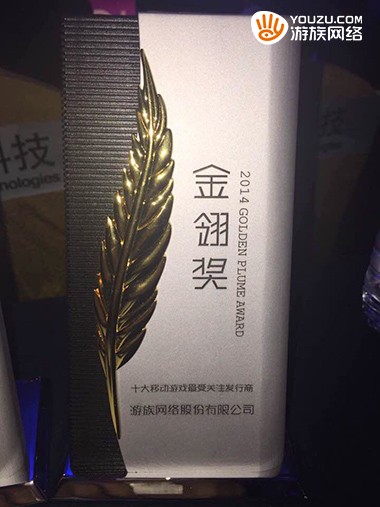 YOUZU.COM
游族网络
科技
nologies
金翎奖
2014 GOLDEN PLUME AWARD
十大移动游戏最受关注发行商
游族网络股份有限公司